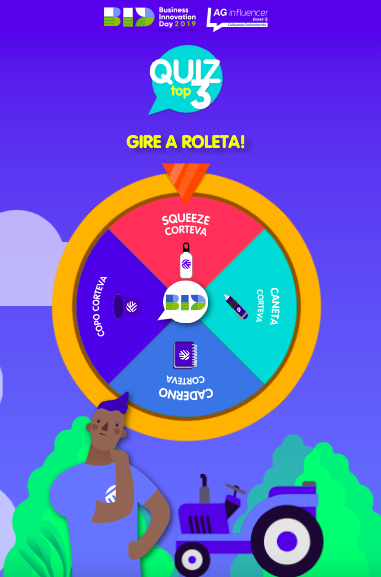 BID Business
Innovation
Day 2019
AG influencer
QUIZ
top 3
GIRE A ROLETA!
SQUEEZE
CORTEVA
CANETA
CORTEVA
CADERNO
CORTEVA
COPO CORTEVA
BID